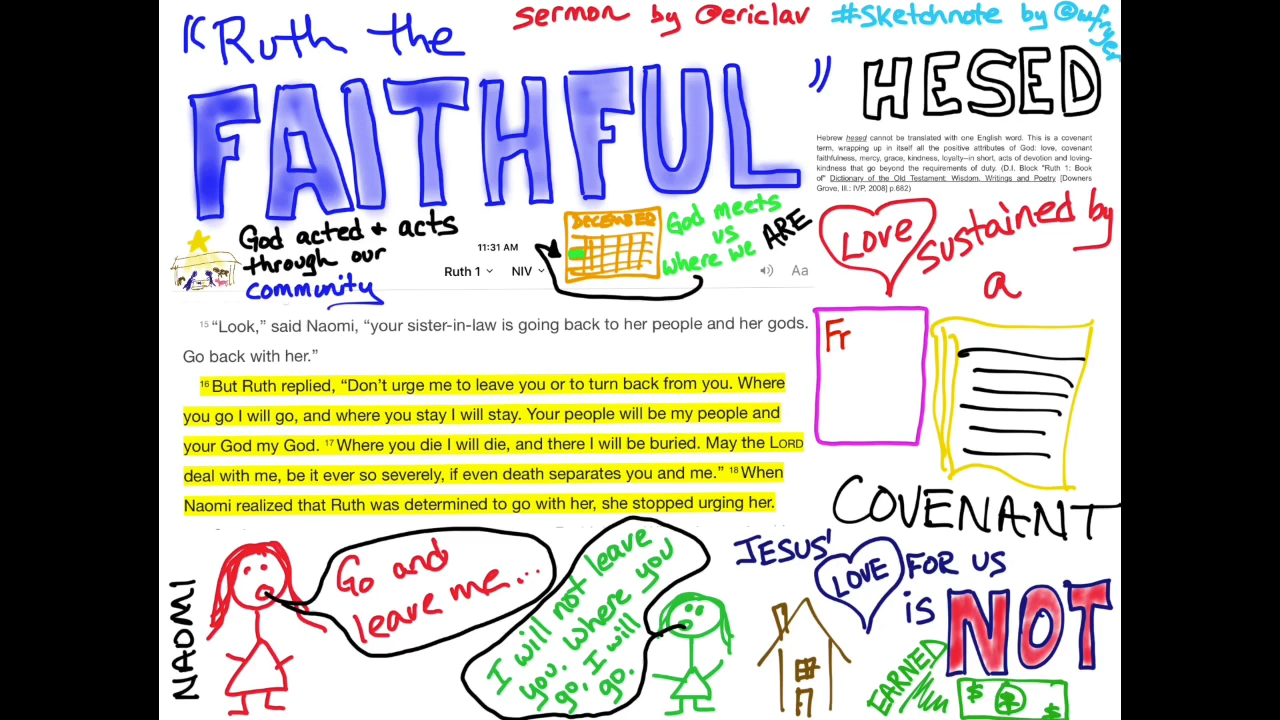 sermon by @ericlav #Sketchnote by @wfryer
"Ruth the
FAITHFUL"
HESED
Hebrew hesed cannot be translated with one English word. This is a covenant
term, wrapping up in itself all the positive attributes of God: love, covenant
faithfulness, mercy, grace, kindness, loyalty--in short, acts of devotion and loving-
kindness that go beyond the requirements of duty. (D.I. Block "Ruth 1: Book
of" Dictionary of the Old Testament: Wisdom, Writings and Poetry [Downers
Grove, Ill.: IVP, 2008] p.682)
God acted + acts
through our
community
11:31 AM
Ruth 1
NIV
DECEMBER
God meets
us
where we ARE
Aa
LOVE sustained by
a
Fr
COVENANT
15 “Look,” said Naomi, “your sister-in-law is going back to her people and her gods.
Go back with her.”
16 But Ruth replied, “Don’t urge me to leave you or to turn back from you. Where
you go I will go, and where you stay I will stay. Your people will be my people and
your God my God. 17 Where you die I will die, and there I will be buried. May the LORD
deal with me, be it ever so severely, if even death separates you and me.” 18 When
Naomi realized that Ruth was determined to go with her, she stopped urging her.
NAOMI
Go and
leave me...
I will not leave
you. Where you
go, I will
go.
JESUS'
LOVE FOR US
is NOT
EARNED
$ $